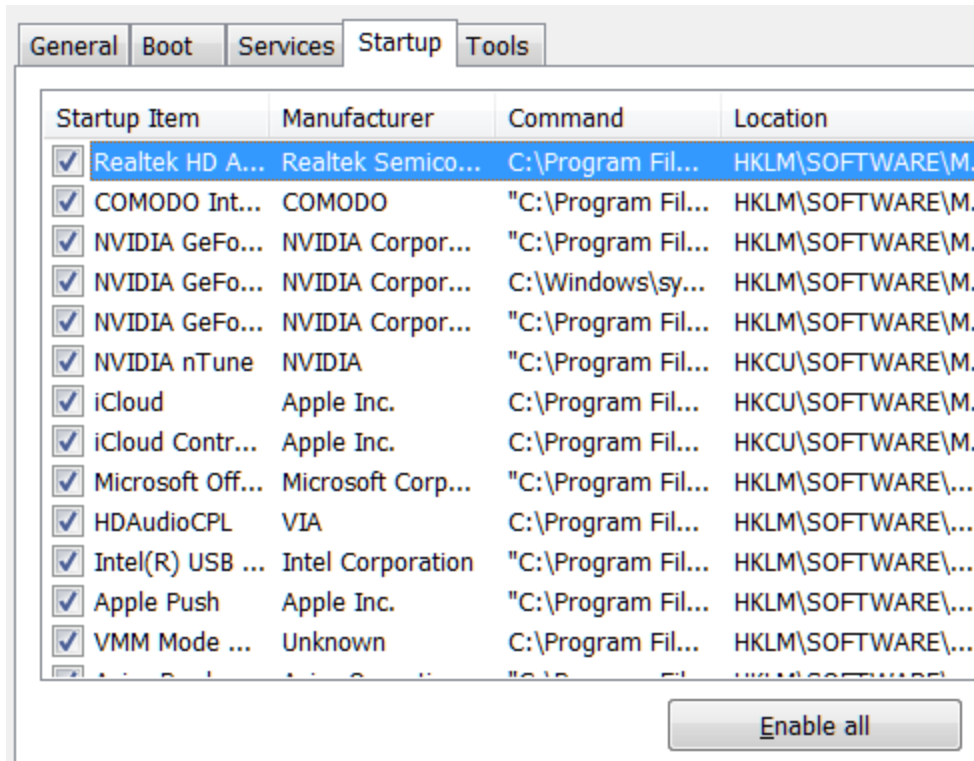 General Boot Services Startup Tools
Startup Item Manufacturer Command Location
Realtek HD A... Realtek Semico... C:\Program Fil... HKLM\SOFTWARE\M.
COMODO Int... COMODO "C:\Program Fil... HKLM\SOFTWARE\M.
NVIDIA GeFo... NVIDIA Corpor... "C:\Program Fil... HKLM\SOFTWARE\M.
NVIDIA GeFo... NVIDIA Corpor... C:\Windows\sy... HKLM\SOFTWARE\M.
NVIDIA GeFo... NVIDIA Corpor... "C:\Program Fil... HKLM\SOFTWARE\M.
NVIDIA nTune NVIDIA "C:\Program Fil... HKCU\SOFTWARE\M.
iCloud Apple Inc. C:\Program Fil... HKCU\SOFTWARE\M.
iCloud Contr... Apple Inc. C:\Program Fil... HKCU\SOFTWARE\M.
Microsoft Off... Microsoft Corp... "C:\Program Fil... HKLM\SOFTWARE\...
HDAudioCPL VIA C:\Program Fil... HKLM\SOFTWARE\...
Intel(R) USB ... Intel Corporation "C:\Program Fil... HKLM\SOFTWARE\...
Apple Push Apple Inc. "C:\Program Fil... HKLM\SOFTWARE\...
VMM Mode ... Unknown C:\Program Fil... HKLM\SOFTWARE\...
Enable all